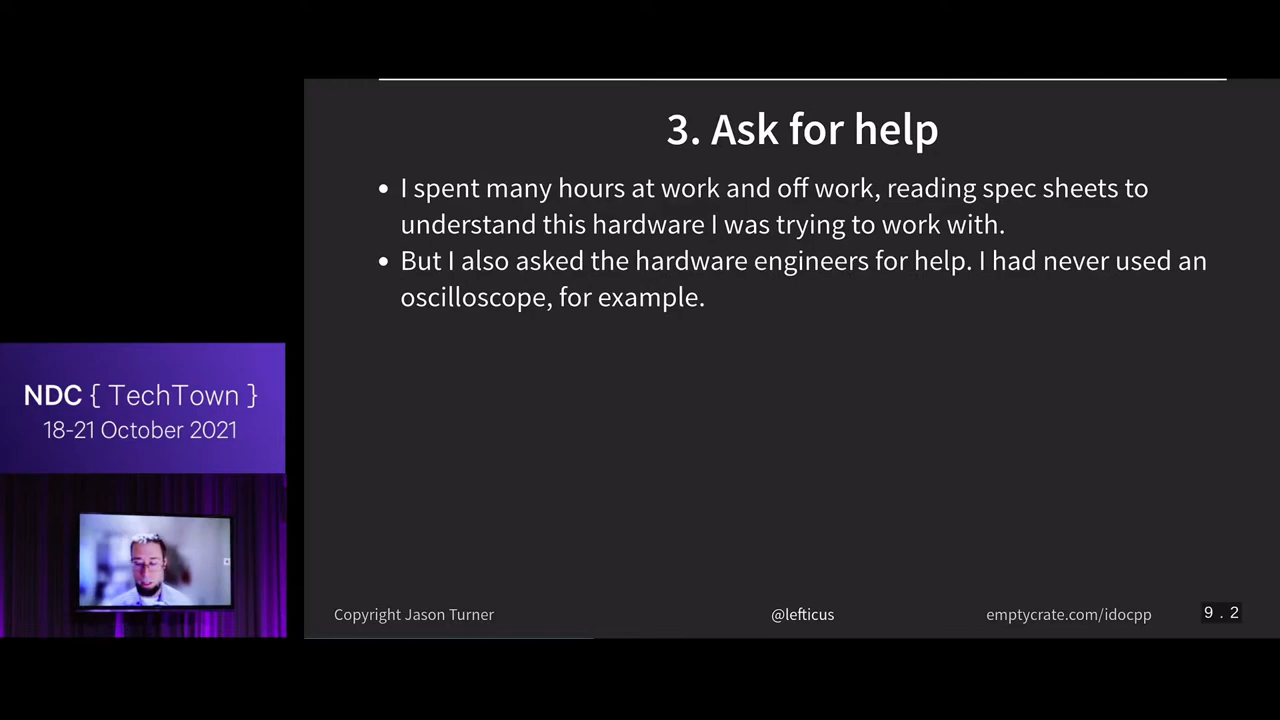 3. Ask for help
• I spent many hours at work and off work, reading spec sheets to
understand this hardware I was trying to work with.
• But I also asked the hardware engineers for help. I had never used an
oscilloscope, for example.
NDC { TechTown }
18-21 October 2021
Copyright Jason Turner
@lefticus
emptycrate.com/idocpp
9 . 2